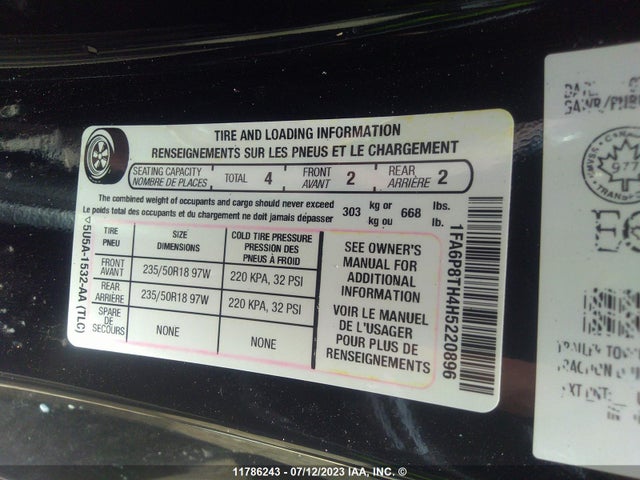 TIRE AND LOADING INFORMATION
RENSEIGNEMENTS SUR LES PNEUS ET LE CHARGEMENT
SEATING CAPACITY
NOMBRE DE PLACES
TOTAL 4
FRONT
AVANT 2
REAR
ARRIÈRE 2
The combined weight of occupants and cargo should never exceed 303 kg or 668 lbs.
Le poids total des occupants et du chargement ne doit jamais dépasser kg ou lb.
TIRE
PNEU
SIZE
DIMENSIONS
COLD TIRE PRESSURE
PRESSION DES
PNEUS À FROID
FRONT
AVANT
235/50R18 97W
220 KPA, 32 PSI
REAR
ARRIÈRE
235/50R18 97W
220 KPA, 32 PSI
SPARE
DE
SECOURS
NONE
NONE
SEE OWNER'S
MANUAL FOR
ADDITIONAL
INFORMATION
VOIR LE MANUEL
DE L'USAGER
POUR PLUS DE
RENSEIGNEMENTS
5U5A-1532-AA (TLC)
1FA6P8TH4H5220896
11786243 - 07/12/2023 IAA, INC. ©